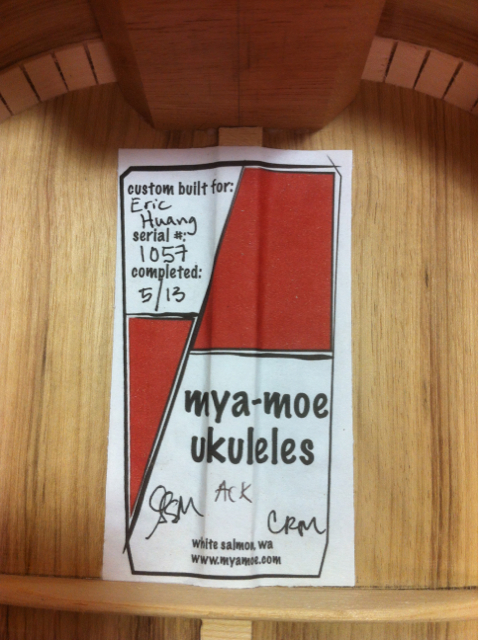 custom built for:
Eric
Huang
serial #:
1057
completed:
5/13
mya-moe
ukuleles
ACK
CRM
white salmon, wa
www.myamoe.com